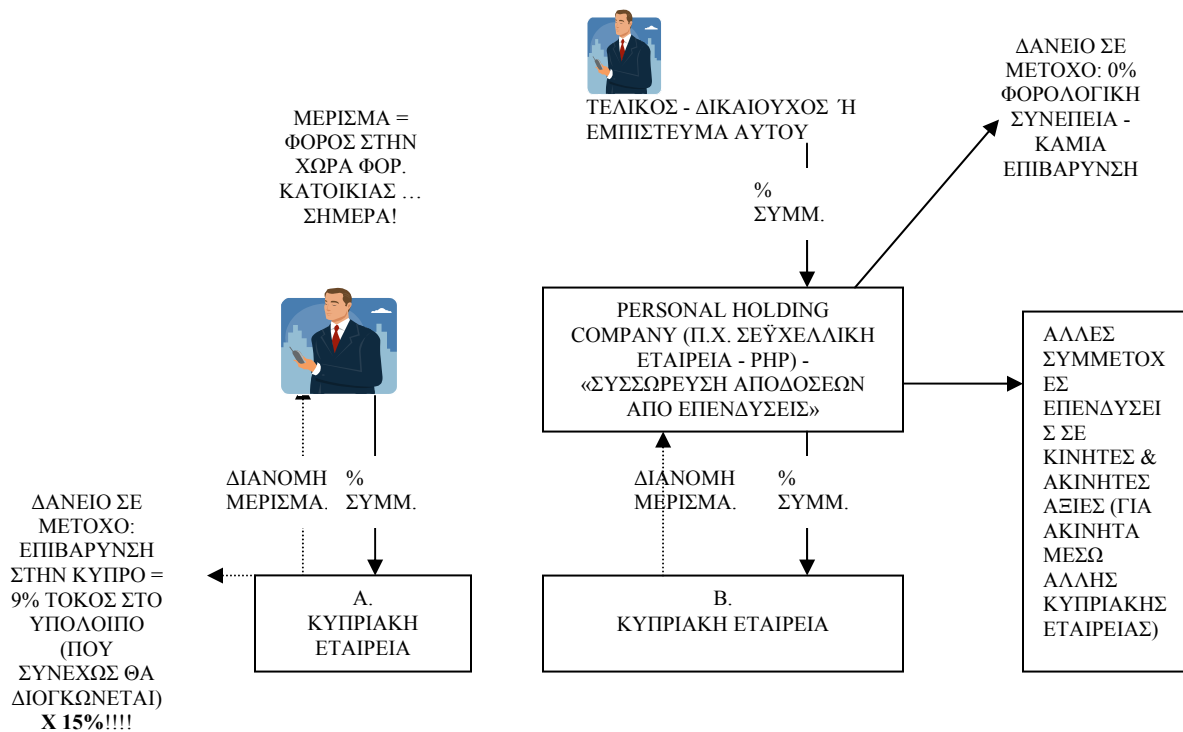 ΤΕΛΙΚΟΣ - ΔΙΚΑΙΟΥΧΟΣ Ή
ΕΜΠΙΣΤΕΥΜΑ ΑΥΤΟΥ
ΔΑΝΕΙΟ ΣΕ
ΜΕΤΟΧΟ: 0%
ΦΟΡΟΛΟΓΙΚΗ
ΣΥΝΕΠΕΙΑ -
ΚΑΜΙΑ
ΕΠΙΒΑΡΥΝΣΗ
ΜΕΡΙΣΜΑ =
ΦΟΡΟΣ ΣΤΗΝ
ΧΩΡΑ ΦΟΡ.
ΚΑΤΟΙΚΙΑΣ …
ΣΗΜΕΡΑ!
%
ΣΥΜΜ.
PERSONAL HOLDING
COMPANY (Π.Χ. ΣΕΫΧΕΛΛΙΚΗ
ΕΤΑΙΡΕΙΑ - PHP) -
«ΣΥΣΣΩΡΕΥΣΗ ΑΠΟΔΟΣΕΩΝ
ΑΠΟ ΕΠΕΝΔΥΣΕΙΣ»
ΑΛΛΕΣ
ΣΥΜΜΕΤΟΧ
ΕΣ
ΕΠΕΝΔΥΣΕΙ
Σ ΣΕ
ΚΙΝΗΤΕΣ &
ΑΚΙΝΗΤΕΣ
ΑΞΙΕΣ (ΓΙΑ
ΑΚΙΝΗΤΑ
ΜΕΣΩ
ΑΛΛΗΣ
ΚΥΠΡΙΑΚΗΣ
ΕΤΑΙΡΕΙΑΣ)
ΔΙΑΝΟΜΗ
ΜΕΡΙΣΜΑ.
%
ΣΥΜΜ.
ΔΙΑΝΟΜΗ
ΜΕΡΙΣΜΑ.
%
ΣΥΜΜ.
ΔΑΝΕΙΟ ΣΕ
ΜΕΤΟΧΟ:
ΕΠΙΒΑΡΥΝΣΗ
ΣΤΗΝ ΚΥΠΡΟ =
9% ΤΟΚΟΣ ΣΤΟ
ΥΠΟΛΟΙΠΟ
(ΠΟΥ
ΣΥΝΕΧΩΣ ΘΑ
ΔΙΟΓΚΩΝΕΤΑΙ)
Χ 15%!!!!
Α.
ΚΥΠΡΙΑΚΗ
ΕΤΑΙΡΕΙΑ
Β.
ΚΥΠΡΙΑΚΗ ΕΤΑΙΡΕΙΑ